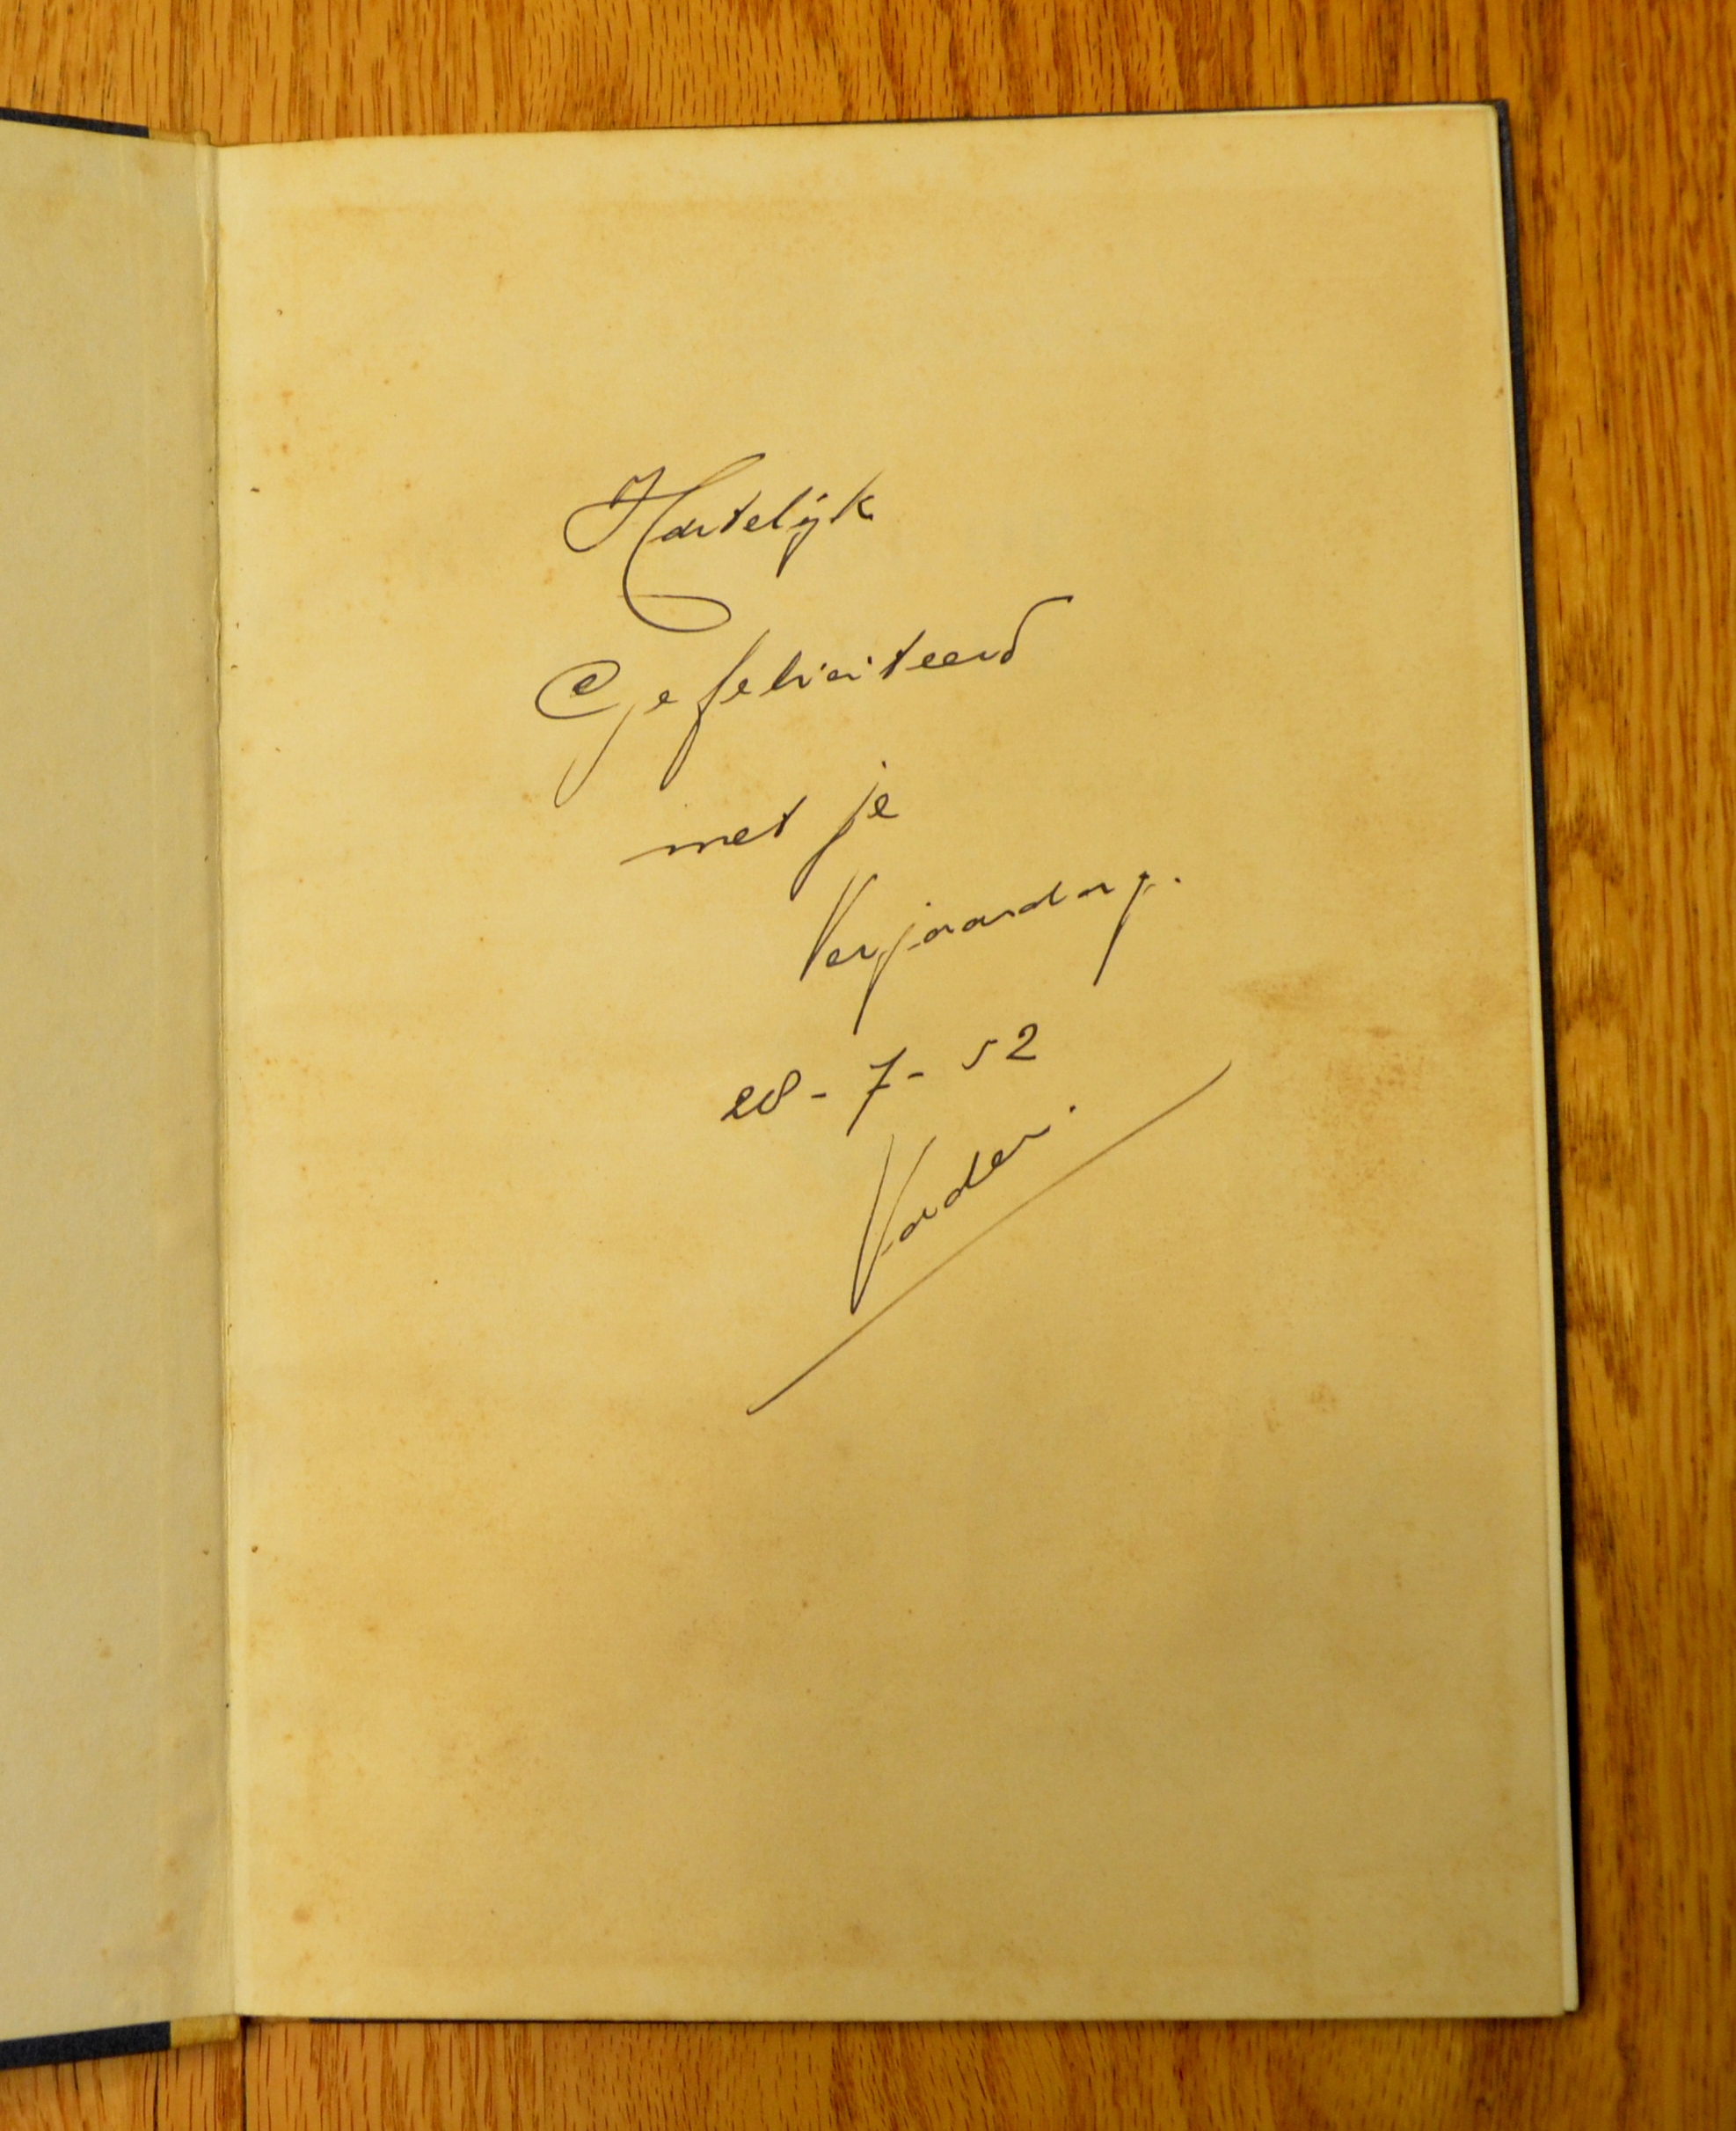 Hartelijk
Gefeliciteerd
met je
Verjaardag.
28-7-52
Vader.